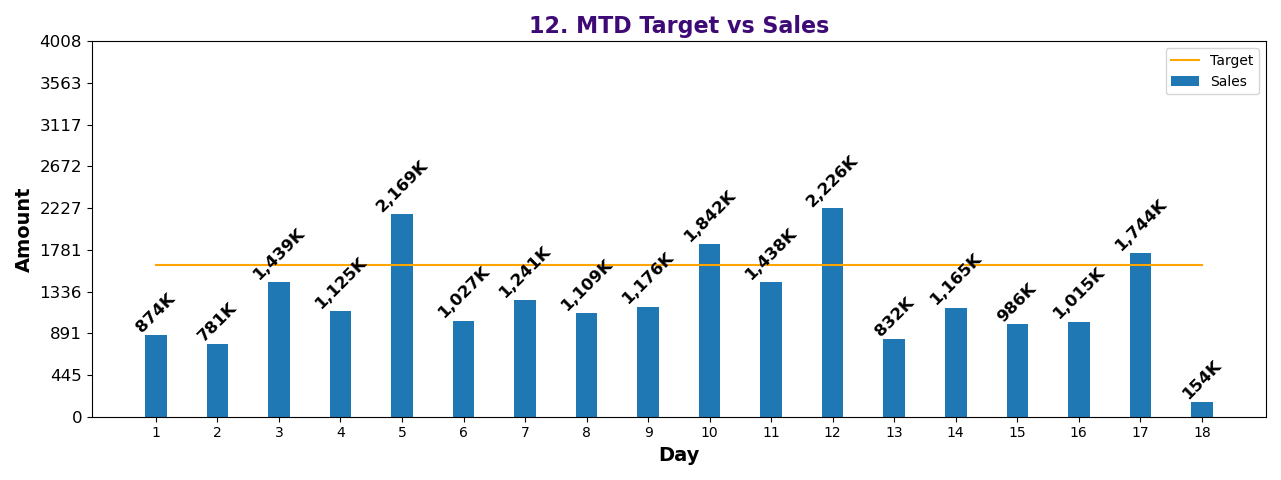 12. MTD Target vs Sales
4008
3563
3117
2672
2227
1781
1336
891
445
0
Amount
Target
Sales
874K
781K
1,439K
1,125K
2,169K
1,027K
1,241K
1,109K
1,176K
1,842K
1,438K
2,226K
832K
1,165K
986K
1,015K
1,744K
154K
1 2 3 4 5 6 7 8 9 10 11 12 13 14 15 16 17 18
Day